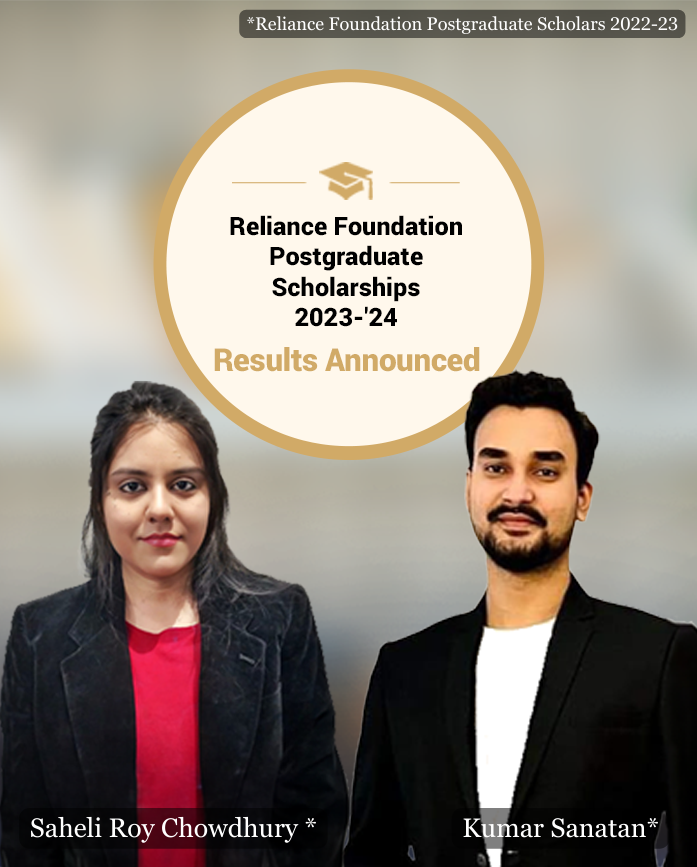 *Reliance Foundation Postgraduate Scholars 2022-23
Reliance Foundation
Postgraduate
Scholarships
2023-'24
Results Announced
Saheli Roy Chowdhury *
Kumar Sanatan*